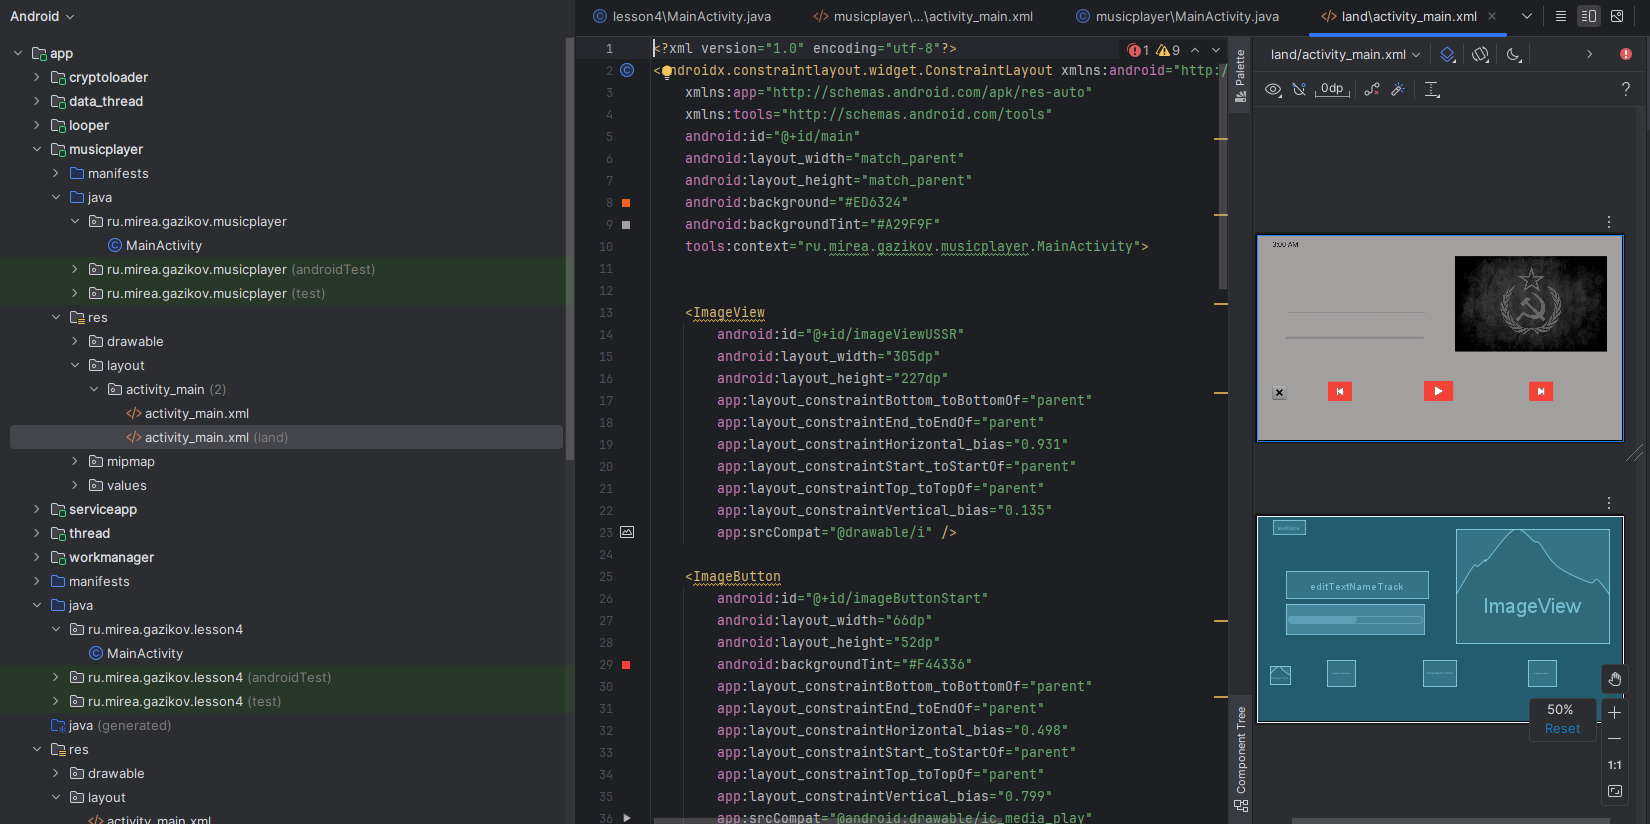 Android
app
cryptoloader
data_thread
looper
musicplayer
manifests
java
ru.mirea.gazikov.musicplayer
MainActivity
ru.mirea.gazikov.musicplayer (androidTest)
ru.mirea.gazikov.musicplayer (test)
res
drawable
layout
activity_main (2)
activity_main.xml
activity_main.xml (land)
mipmap
values
serviceapp
thread
workmanager
manifests
java
ru.mirea.gazikov.lesson4
MainActivity
ru.mirea.gazikov.lesson4 (androidTest)
ru.mirea.gazikov.lesson4 (test)
java (generated)
res
drawable
layout
activity_main.xml
lesson4\MainActivity.java
musicplayer\...\activity_main.xml
musicplayer\MainActivity.java
land\activity_main.xml
1 <?xml version="1.0" encoding="utf-8"?>
1 9
2 <androidx.constraintlayout.widget.ConstraintLayout xmlns:android="http:/
3 xmlns:app="http://schemas.android.com/apk/res-auto"
4 xmlns:tools="http://schemas.android.com/tools"
5 android:id="@+id/main"
6 android:layout_width="match_parent"
7 android:layout_height="match_parent"
8 android:background="#ED6324"
9 android:backgroundTint="#A29F9F"
10 tools:context="ru.mirea.gazikov.musicplayer.MainActivity">
11
12
13 <ImageView
14 android:id="@+id/imageViewUSSR"
15 android:layout_width="305dp"
16 android:layout_height="227dp"
17 app:layout_constraintBottom_toBottomOf="parent"
18 app:layout_constraintEnd_toEndOf="parent"
19 app:layout_constraintHorizontal_bias="0.931"
20 app:layout_constraintStart_toStartOf="parent"
21 app:layout_constraintTop_toTopOf="parent"
22 app:layout_constraintVertical_bias="0.135"
23 app:srcCompat="@drawable/i" />
24
25 <ImageButton
26 android:id="@+id/imageButtonStart"
27 android:layout_width="66dp"
28 android:layout_height="52dp"
29 android:backgroundTint="#F44336"
30 app:layout_constraintBottom_toBottomOf="parent"
31 app:layout_constraintEnd_toEndOf="parent"
32 app:layout_constraintHorizontal_bias="0.498"
33 app:layout_constraintStart_toStartOf="parent"
34 app:layout_constraintTop_toTopOf="parent"
35 app:layout_constraintVertical_bias="0.799"
36 app:srcCompat="@android:drawable/ic_media_play"
Palette
Component Tree
land/activity_main.xml
0dp
?
3:00 AM
editTextNameTrack
ImageView
50%
Reset
1:1